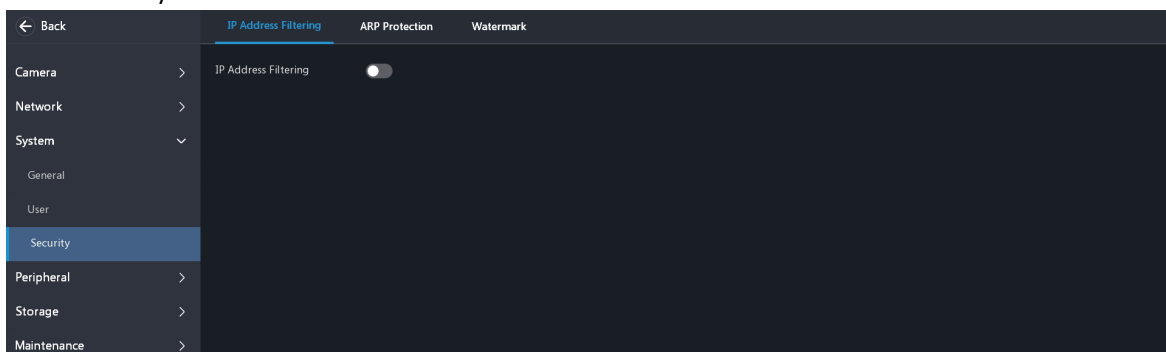 Back
IP Address Filtering ARP Protection Watermark
Camera
IP Address Filtering
Network
System
General
User
Security
Peripheral
Storage
Maintenance